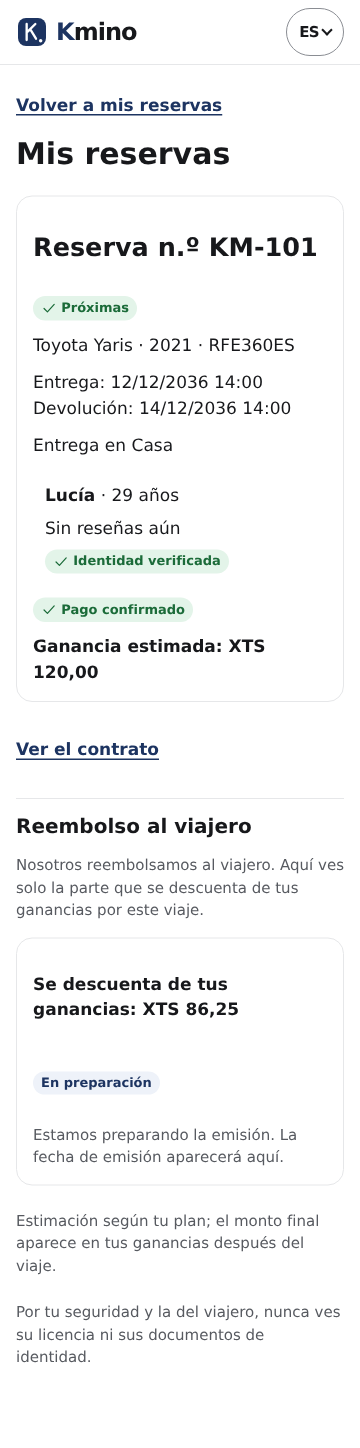 K. Kmino
ES
Volver a mis reservas
Mis reservas
Reserva n.º KM-101
Próximas
Toyota Yaris · 2021 · RFE360ES
Entrega: 12/12/2036 14:00
Devolución: 14/12/2036 14:00
Entrega en Casa
Lucía · 29 años
Sin reseñas aún
Identidad verificada
Pago confirmado
Ganancia estimada: XTS
120,00
Ver el contrato
Reembolso al viajero
Nosotros reembolsamos al viajero. Aquí ves
solo la parte que se descuenta de tus
ganancias por este viaje.
Se descuenta de tus
ganancias: XTS 86,25
En preparación
Estamos preparando la emisión. La
fecha de emisión aparecerá aquí.
Estimación según tu plan; el monto final
aparece en tus ganancias después del
viaje.
Por tu seguridad y la del viajero, nunca ves
su licencia ni sus documentos de
identidad.